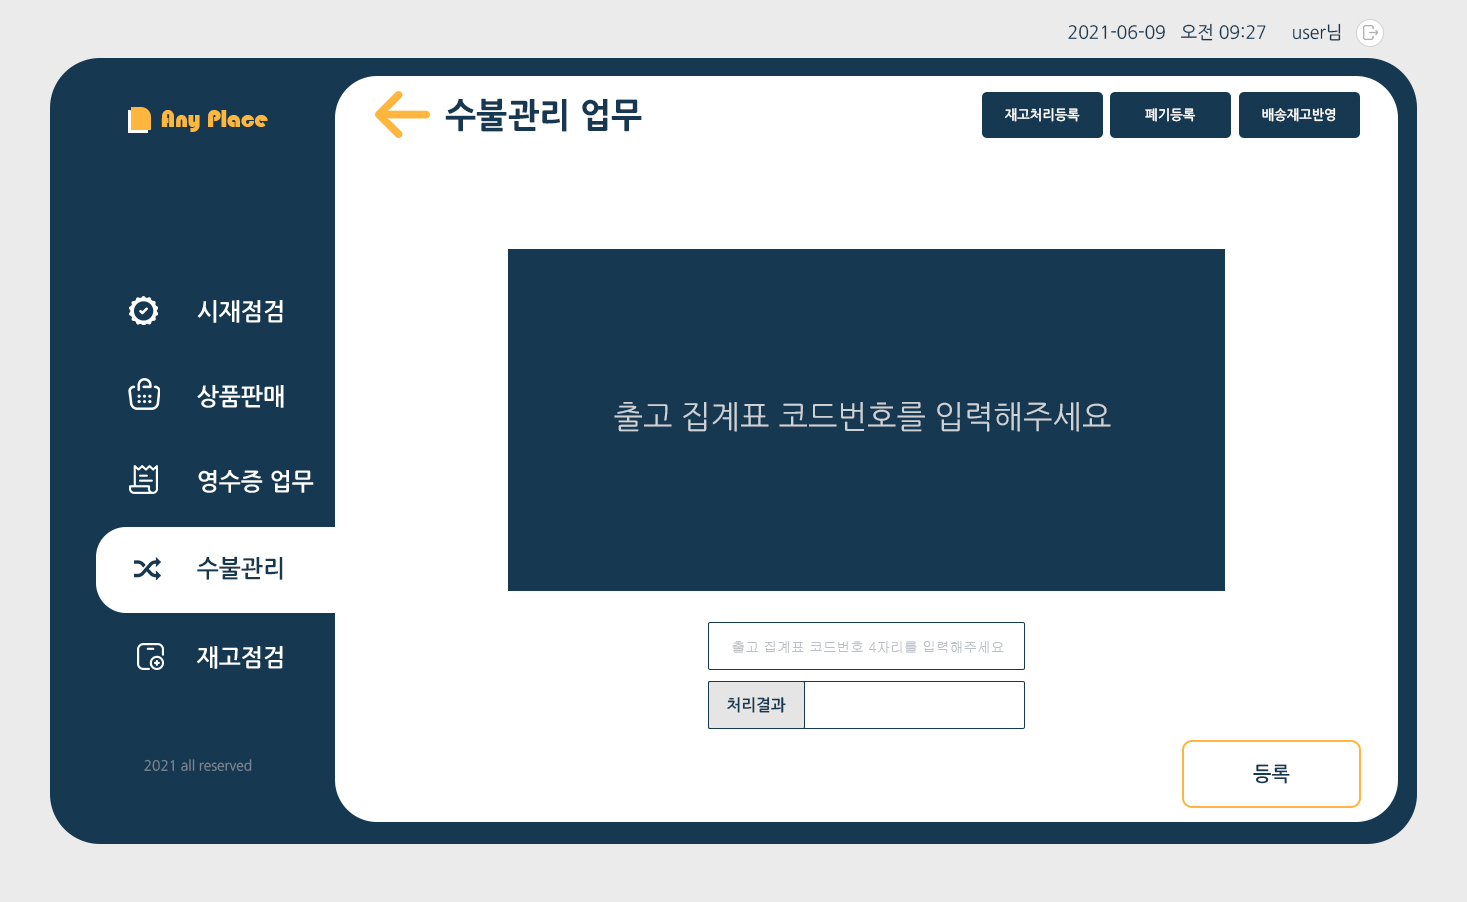 2021-06-09 오전 09:27 user님
Any Place
수불관리 업무
재고처리등록
폐기등록
배송재고반영
시재점검
상품판매
영수증 업무
수불관리
재고점검
2021 all reserved
출고 집계표 코드번호를 입력해주세요
출고 집계표 코드번호 4자리를 입력해주세요
처리결과
등록